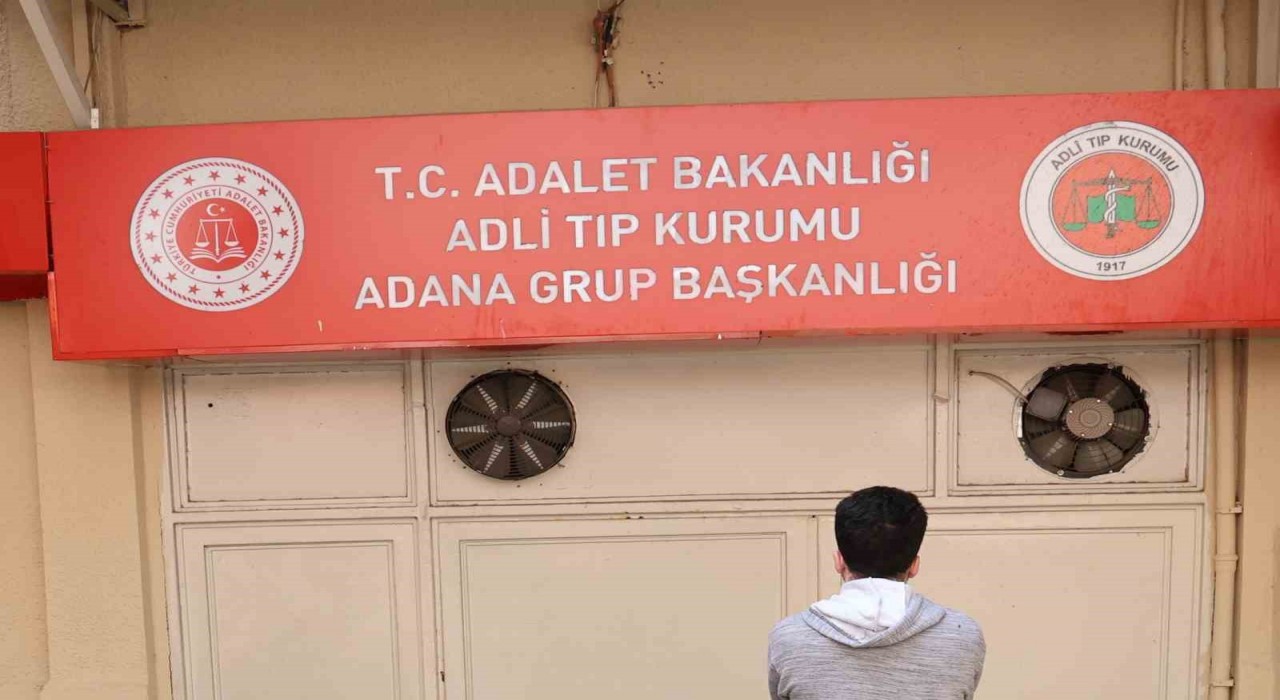 TÜRKİYE CUMHURİYETİ ADALET BAKANLIĞI
T.C. ADALET BAKANLIĞI
ADLİ TIP KURUMU
ADANA GRUP BAŞKANLIĞI
ADLİ TIP KURUMU
1917